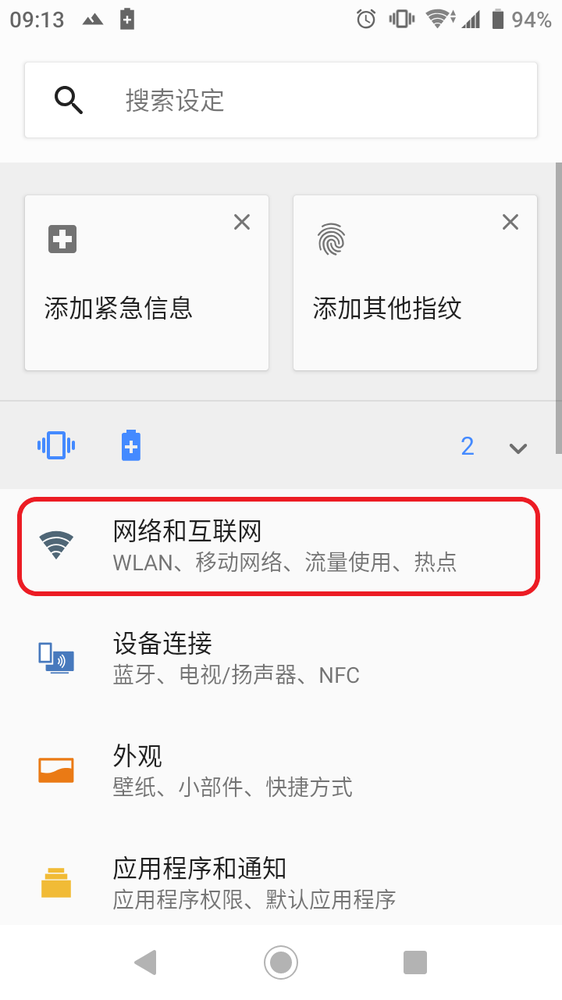 09:13
94%
搜索设定
添加紧急信息
添加其他指纹
2
网络和互联网
WLAN、移动网络、流量使用、热点
设备连接
蓝牙、电视/扬声器、NFC
外观
壁纸、小部件、快捷方式
应用程序和通知
应用程序权限、默认应用程序